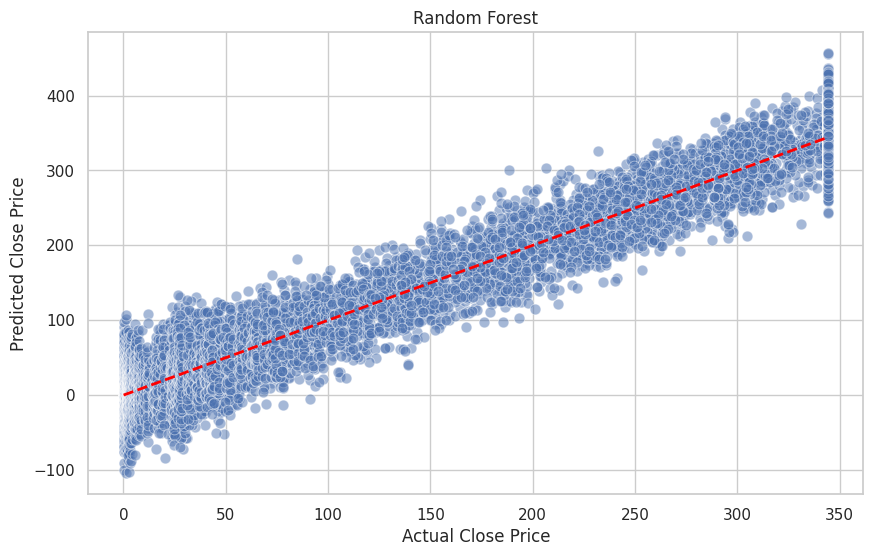 Random Forest
Predicted Close Price
400
300
200
100
0
−100
0 50 100 150 200 250 300 350
Actual Close Price